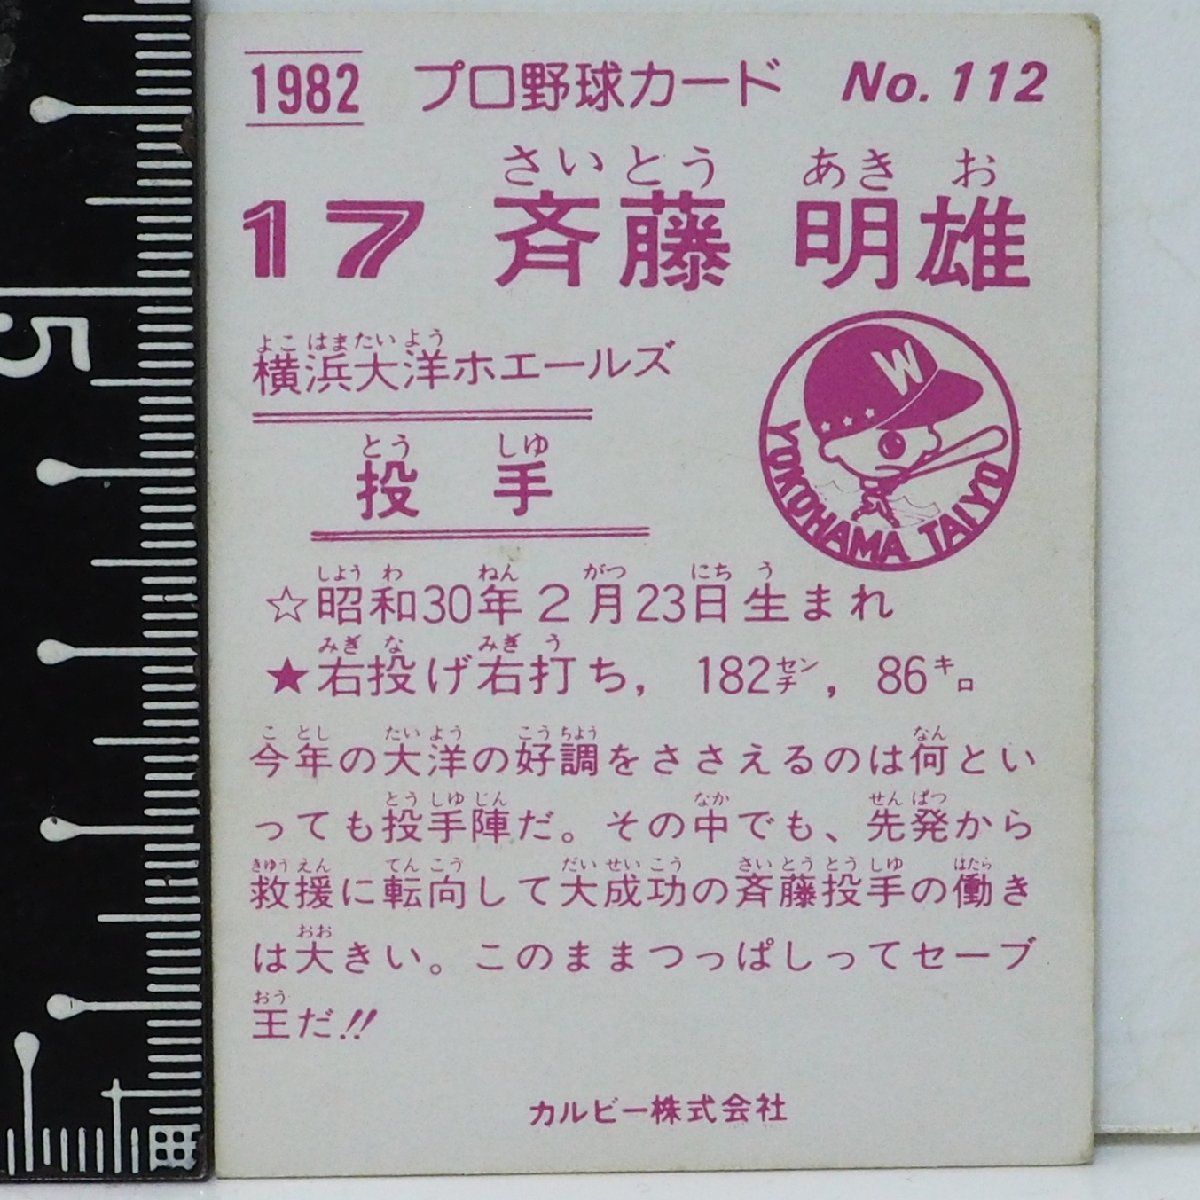 1982 プロ野球カード No.112
さいとう あきお
17 斉藤 明雄
よこはまたいよう
横浜大洋ホエールズ
とう しゆ
投 手
YOKOHAMA TAIYO
W
しようわ ねん がつ にち う
☆昭和30年2月23日生まれ
みぎ な みぎ う
★右投げ右打ち, 182センチ, 86キロ
こ とし たい よう こうちよう なん
今年の大洋の好調をささえるのは何とい
とうしゆじん なか せんぱつ
っても投手陣だ。その中でも、先発から
きゆうえん てんこう だいせいこう さいとうとうしゆ はたら
救援に転向して大成功の斉藤投手の働き
おお
は大きい。このままつっぱしってセーブ
おう
王だ!!
カルビー株式会社
5